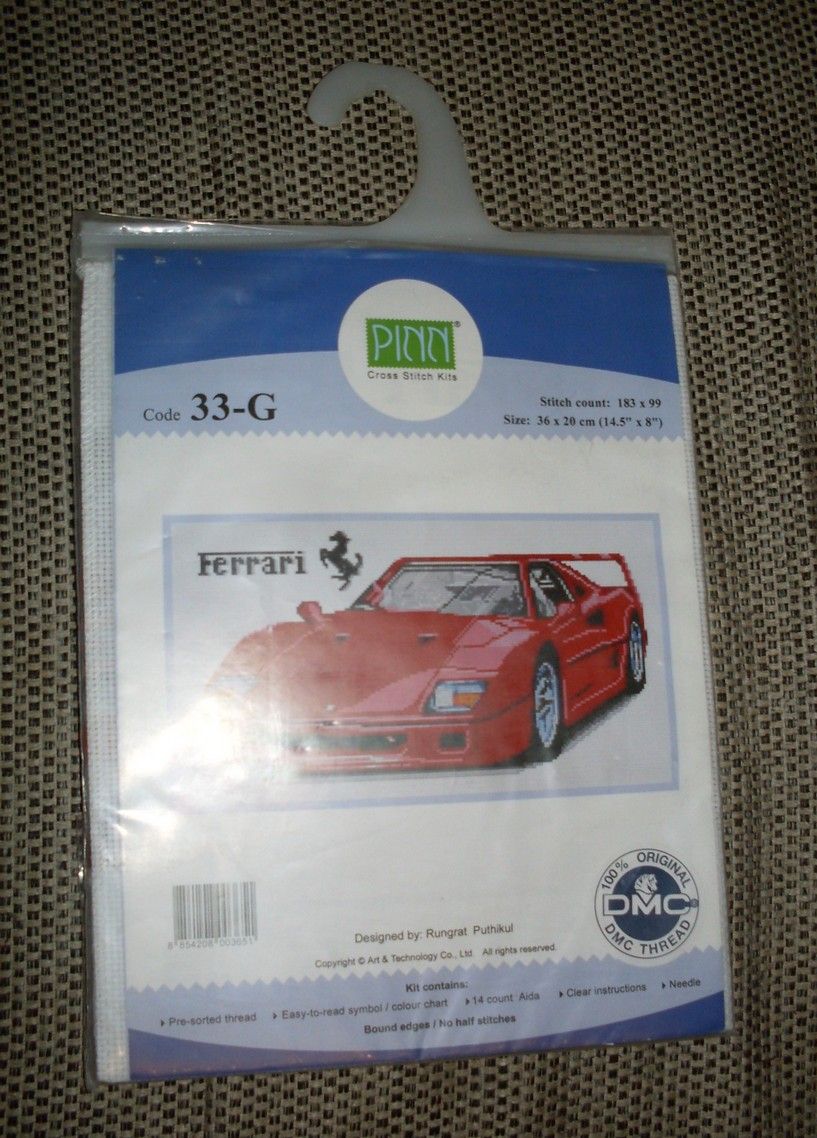 PINN®
Cross Stitch Kits
Code 33-G
Stitch count: 183 x 99
Size: 36 x 20 cm (14.5" x 8")
Ferrari
100% ORIGINAL
DMC®
DMC THREAD
8 854208 003651
Designed by: Rungrat Puthikul
Copyright © Art & Technology Co., Ltd All rights reserved.
Kit contains:
Pre-sorted thread Easy-to-read symbol / colour chart 14 count Aida Clear instructions Needle
Bound edges / No half stitches